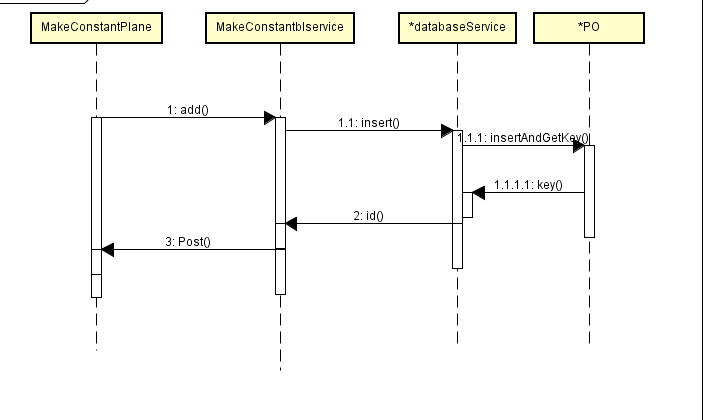 MakeConstantPlane
MakeConstantblservice
*databaseService
*PO
1: add()
1.1: insert()
1.1.1: insertAndGetKey()
1.1.1.1: key()
2: id()
3: Post()